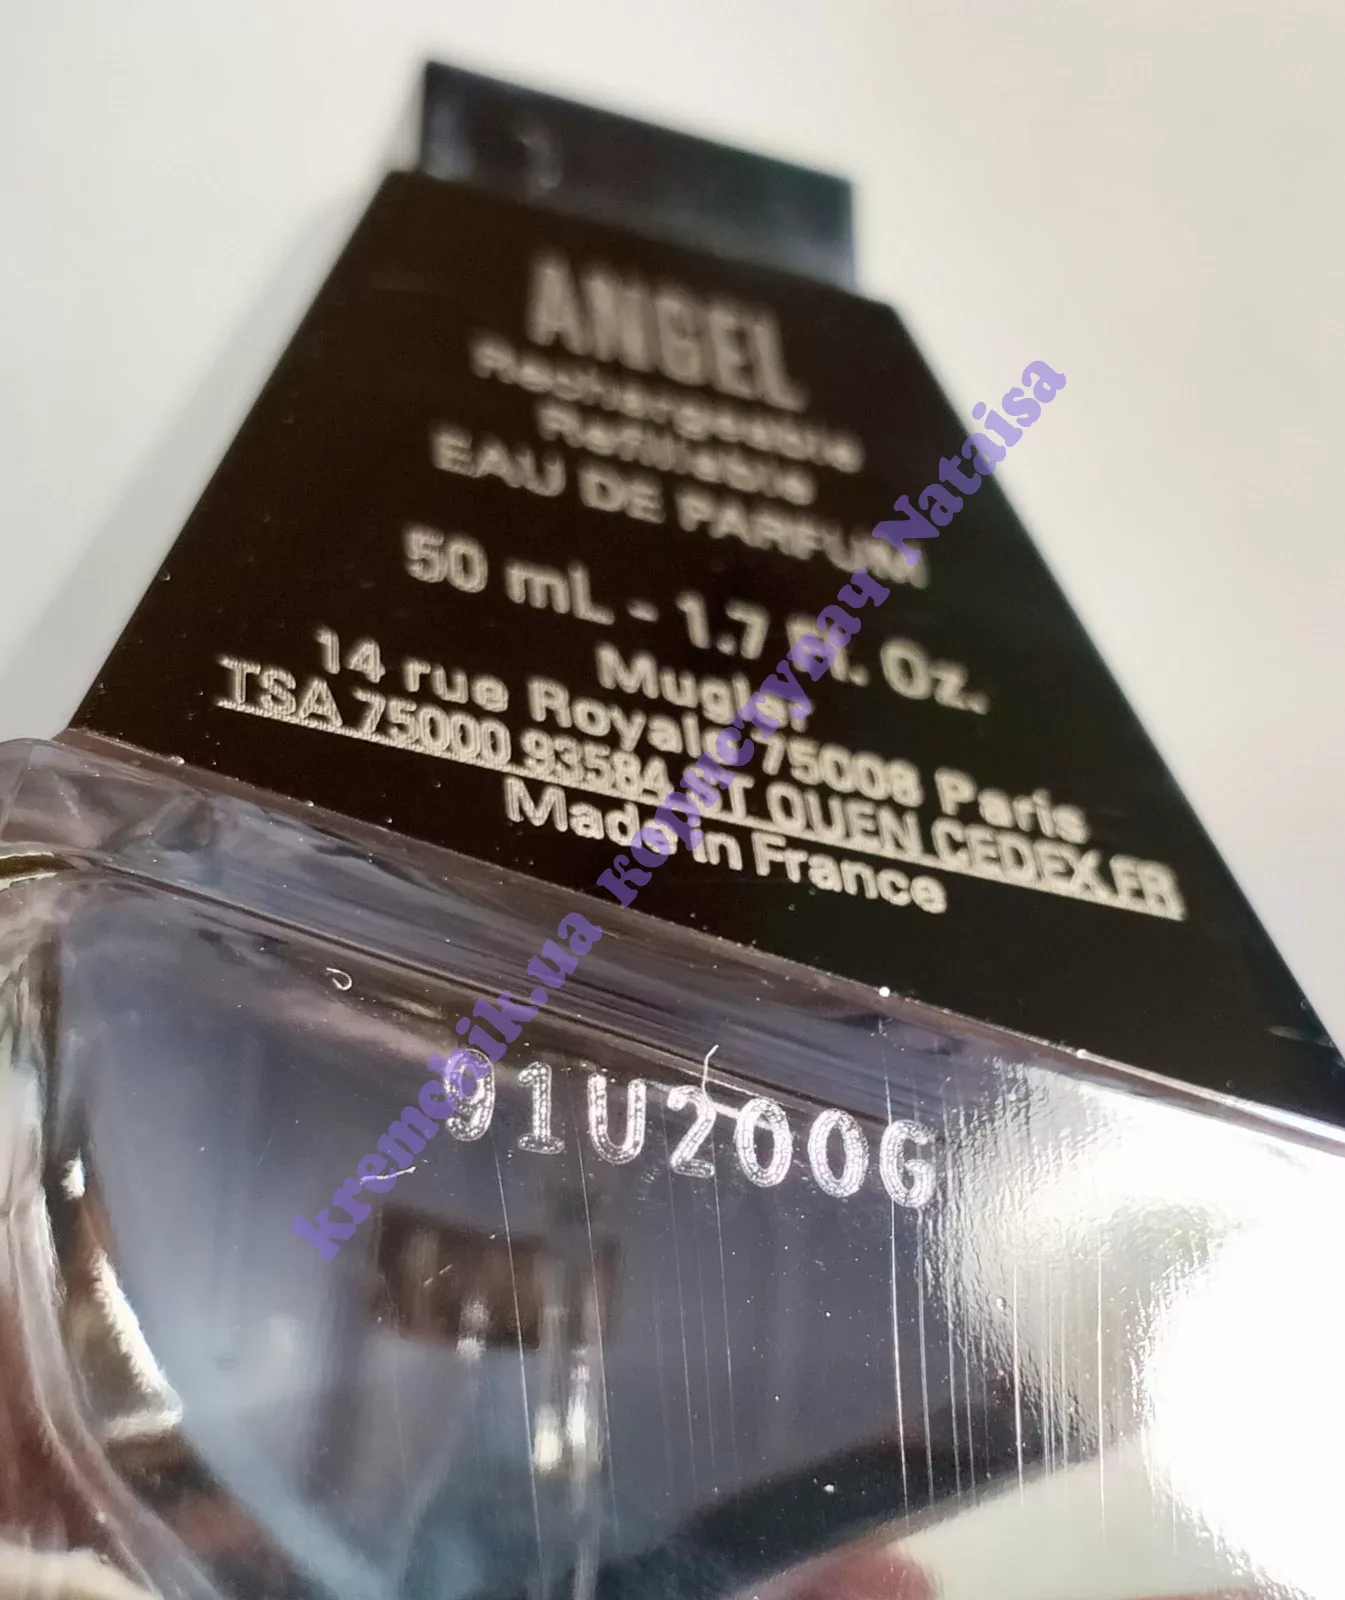 ANGEL
Rechargeable
Refillable
EAU DE PARFUM
50 mL - 1.7 Fl. Oz.
Mugler
14 rue Royale 75008 Paris
TSA 75000 93584 ST OUEN CEDEX.FR
Made in France
91U200G
kremobik.ua користувач Nataisa